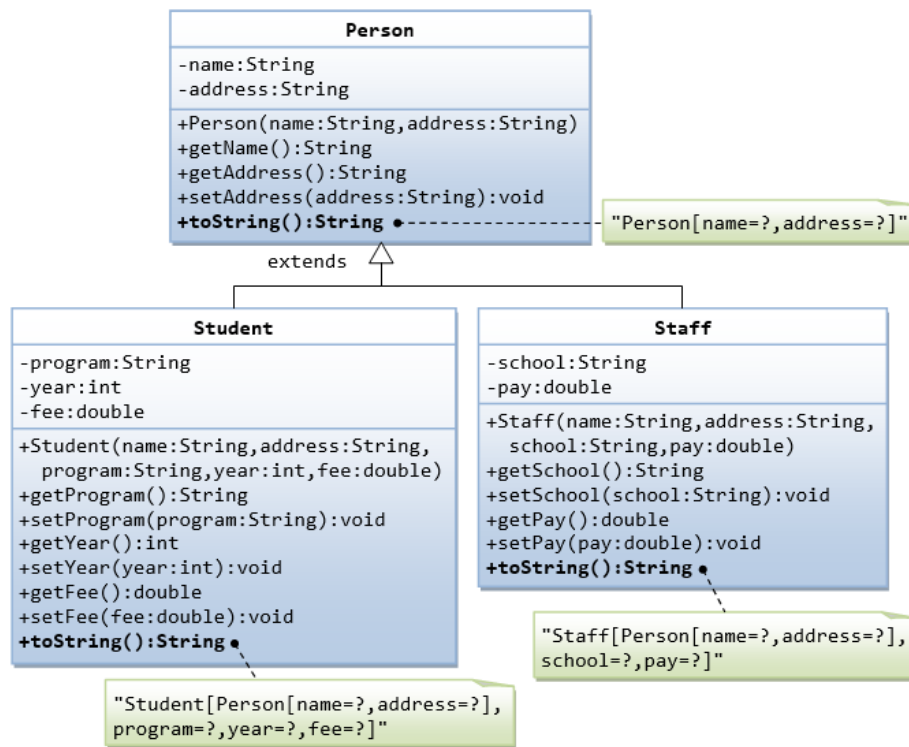 Person
-name:String
-address:String
+Person(name:String,address:String)
+getName():String
+getAddress():String
+setAddress(address:String):void
+toString():String
"Person[name=?,address=?]"
extends
Student
-program:String
-year:int
-fee:double
+Student(name:String,address:String,
program:String,year:int,fee:double)
+getProgram():String
+setProgram(program:String):void
+getYear():int
+setYear(year:int):void
+getFee():double
+setFee(fee:double):void
+toString():String
"Student[Person[name=?,address=?],
program=?,year=?,fee=?]"
Staff
-school:String
-pay:double
+Staff(name:String,address:String,
school:String,pay:double)
+getSchool():String
+setSchool(school:String):void
+getPay():double
+setPay(pay:double):void
+toString():String
"Staff[Person[name=?,address=?],
school=?,pay=?]"